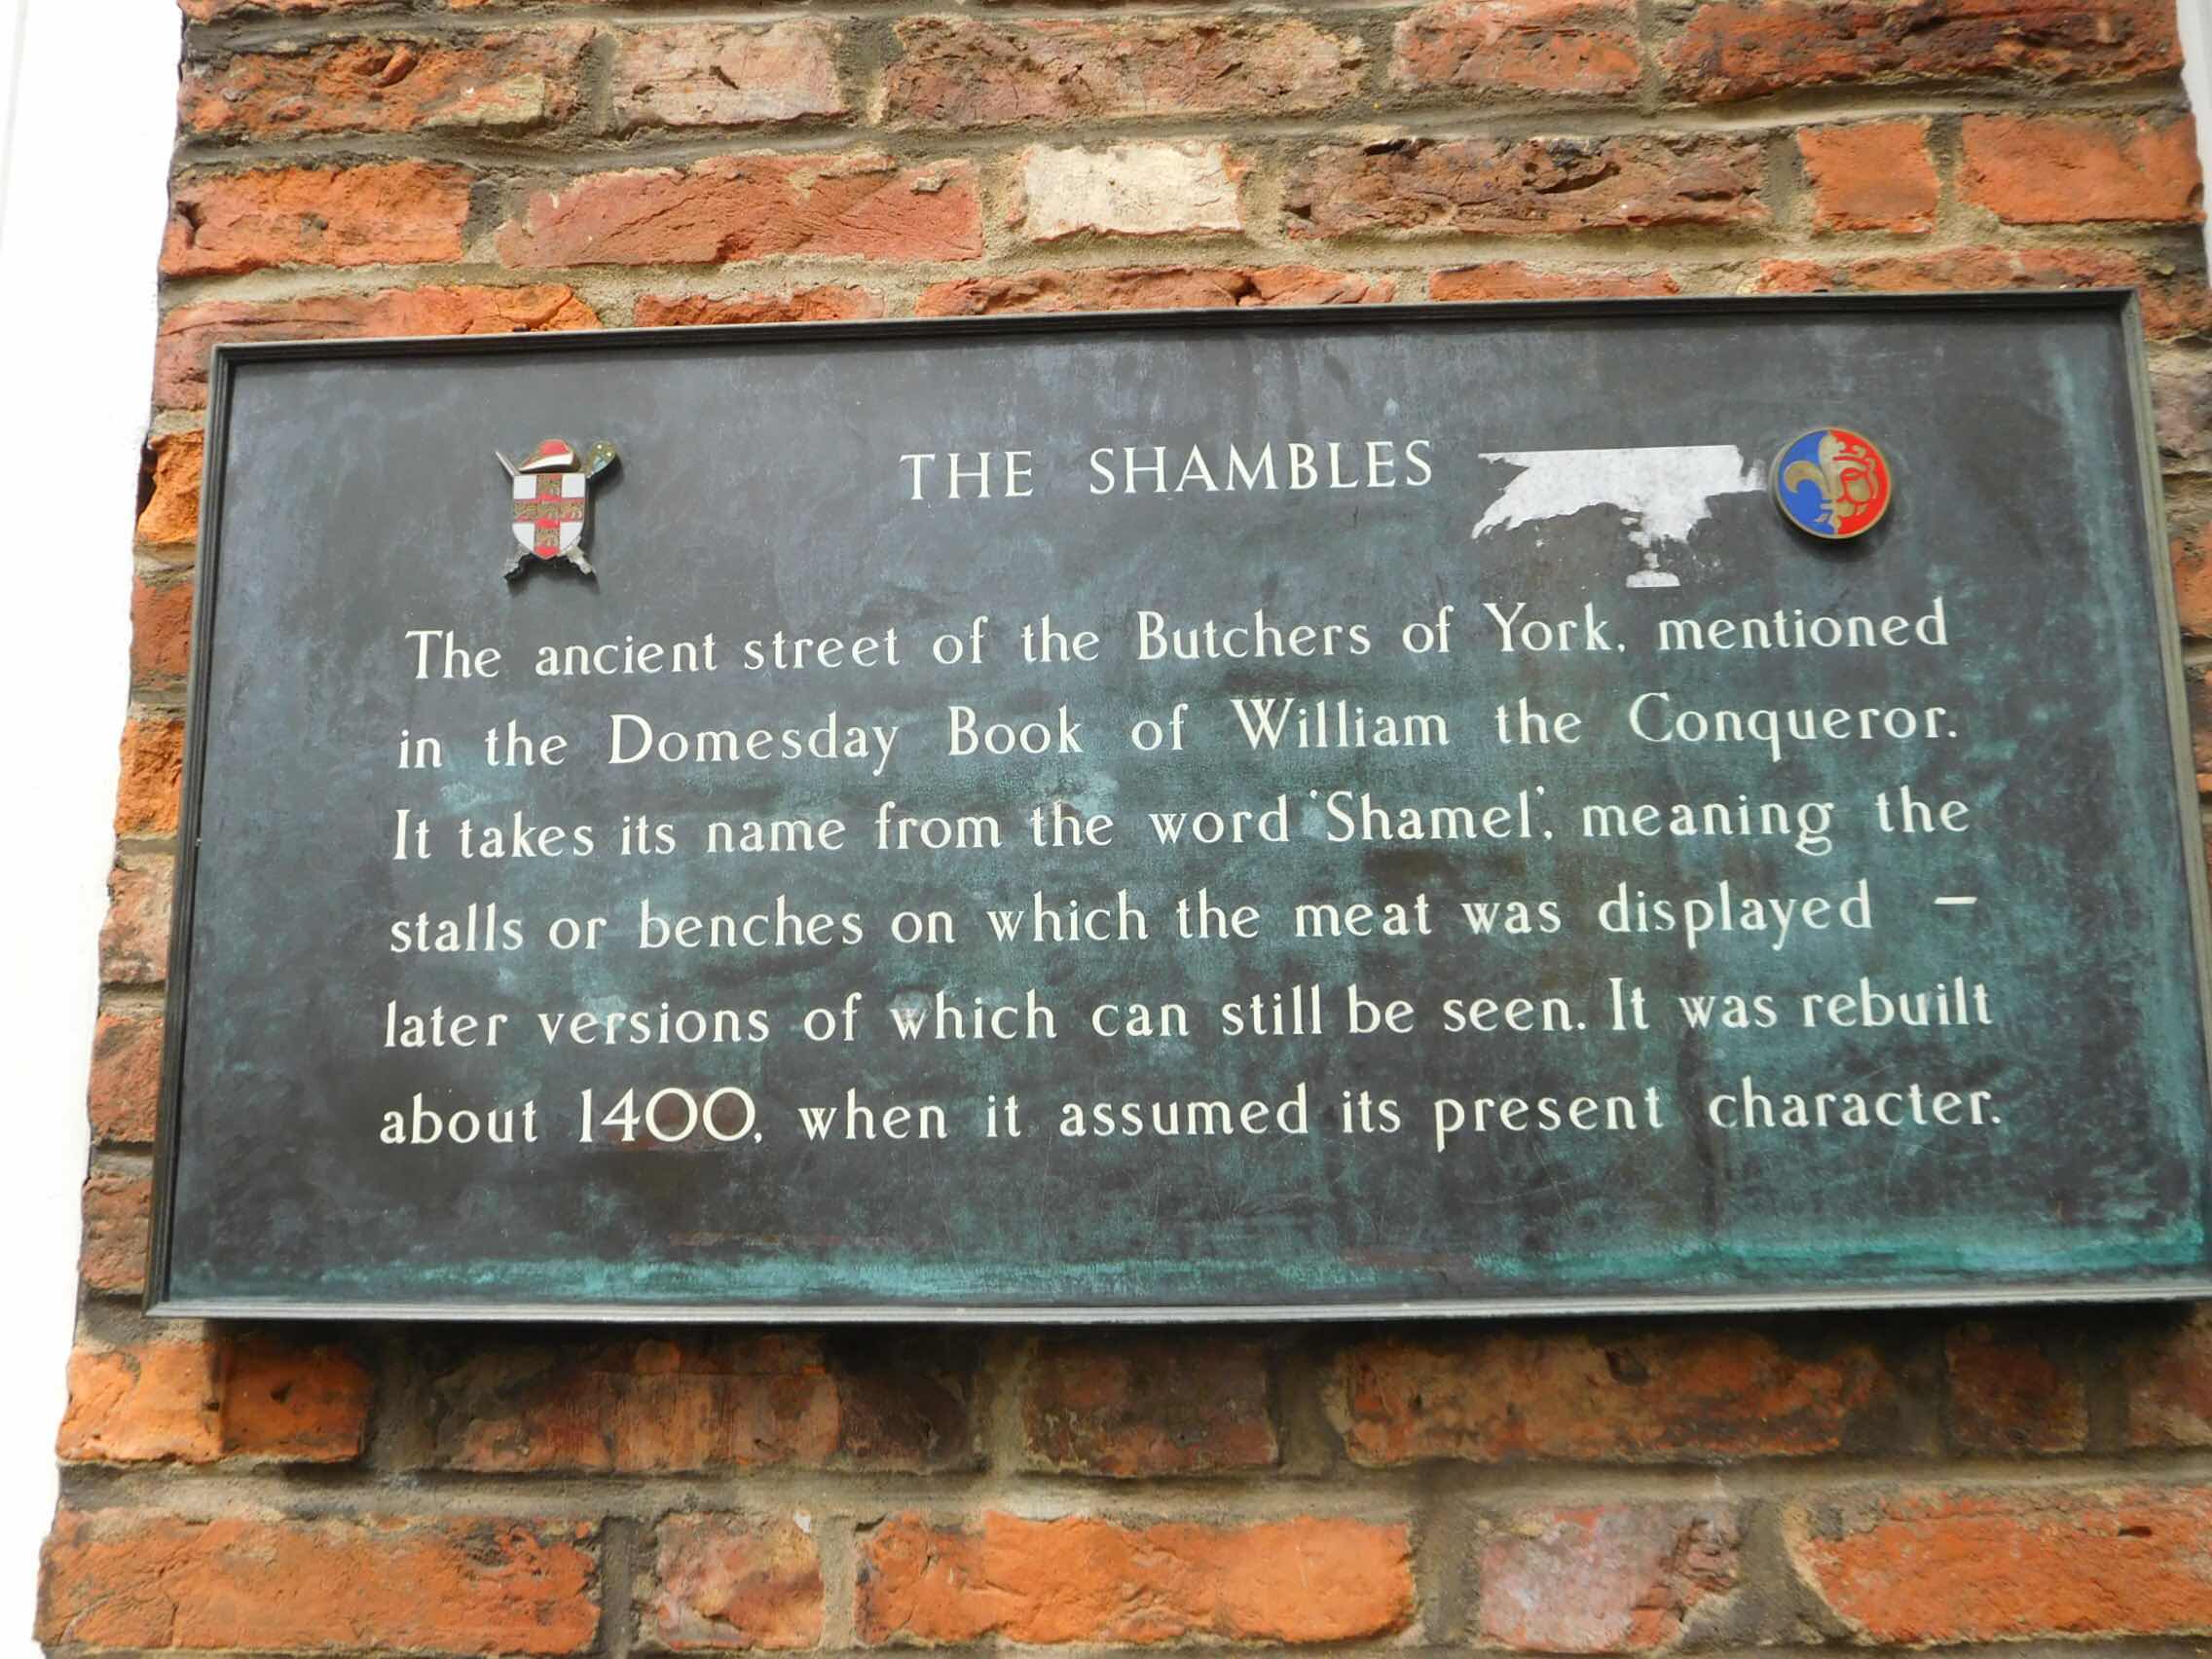 THE SHAMBLES
The ancient street of the Butchers of York, mentioned
in the Domesday Book of William the Conqueror.
It takes its name from the word 'Shamel', meaning the
stalls or benches on which the meat was displayed –
later versions of which can still be seen. It was rebuilt
about 1400, when it assumed its present character.